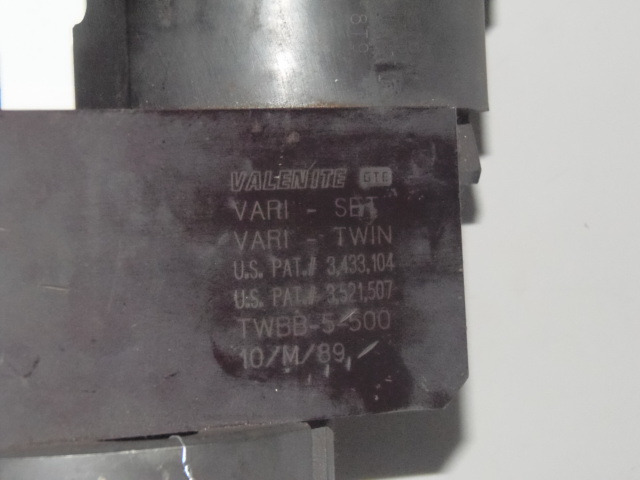 VALENITE GTE
VARI - SET
VARI - TWIN
U.S. PAT.# 3,433,104
U.S. PAT.# 3,521,507
TWBB-5-500
10/M/89